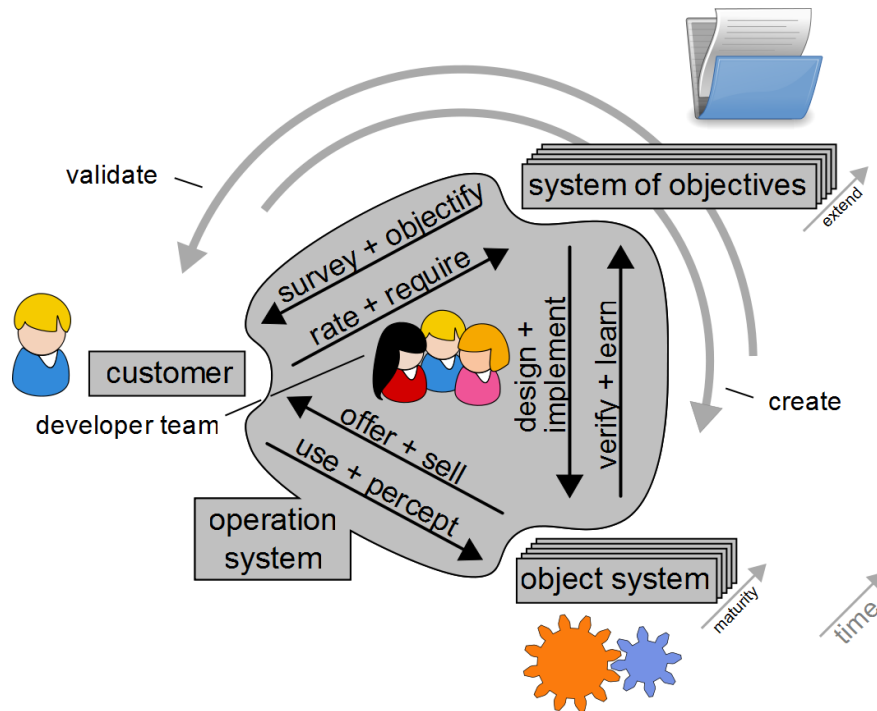 validate
system of objectives
extend
survey + objectify
rate + require
design +
implement
verify + learn
customer
create
developer team
offer + sell
use + percept
operation
system
object system
maturity
time